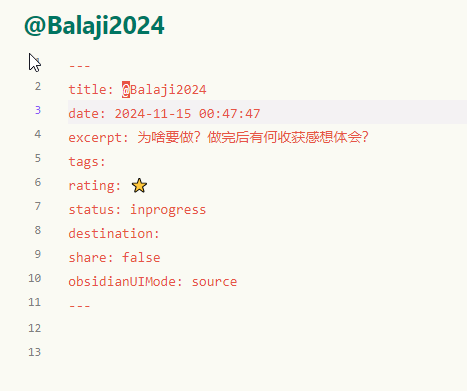 @Balaji2024
---
2 title: @Balaji2024
3 date: 2024-11-15 00:47:47
4 excerpt: 为啥要做？做完后有何收获感想体会？
5 tags:
6 rating: ⭐
7 status: inprogress
8 destination:
9 share: false
10 obsidianUIMode: source
11 ---
12
13